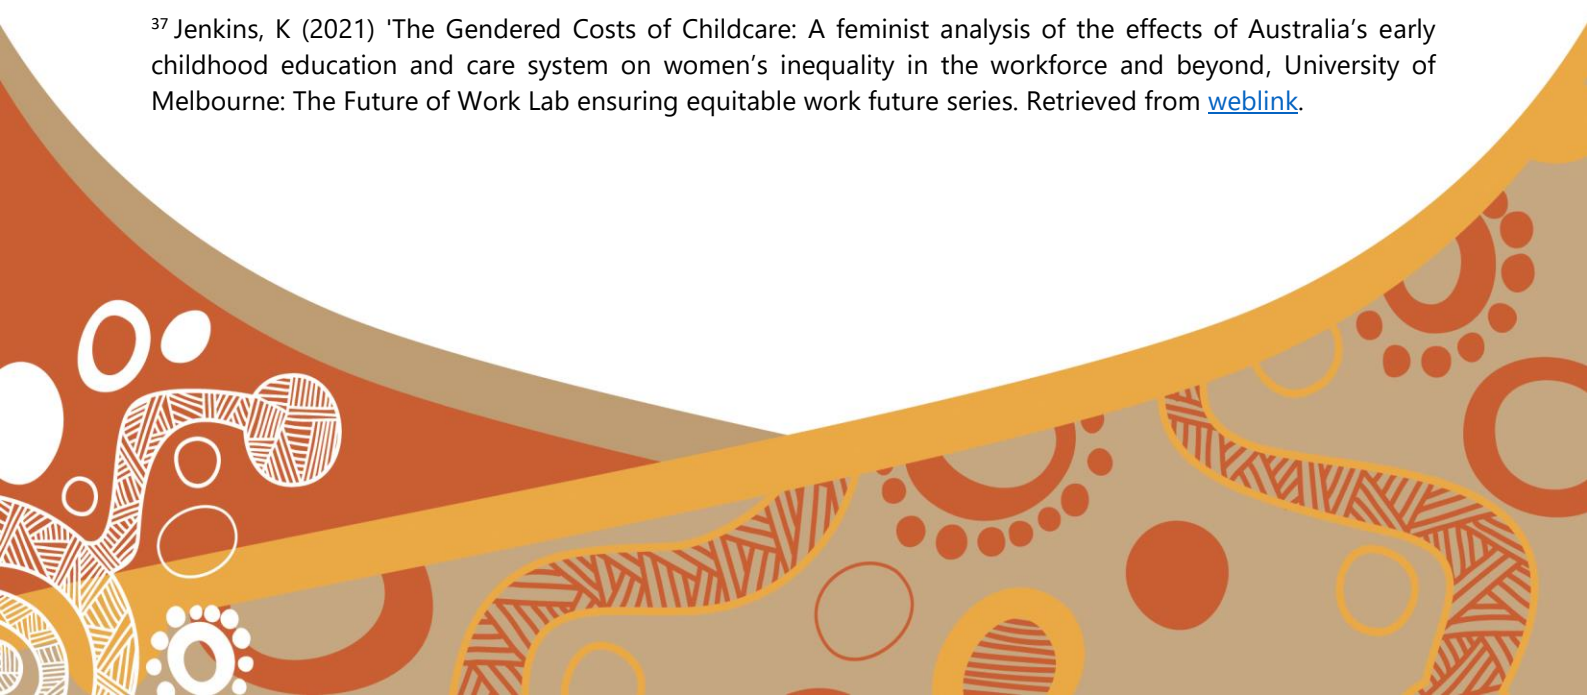 ³⁷ Jenkins, K (2021) 'The Gendered Costs of Childcare: A feminist analysis of the effects of Australia’s early
childhood education and care system on women’s inequality in the workforce and beyond, University of
Melbourne: The Future of Work Lab ensuring equitable work future series. Retrieved from weblink.